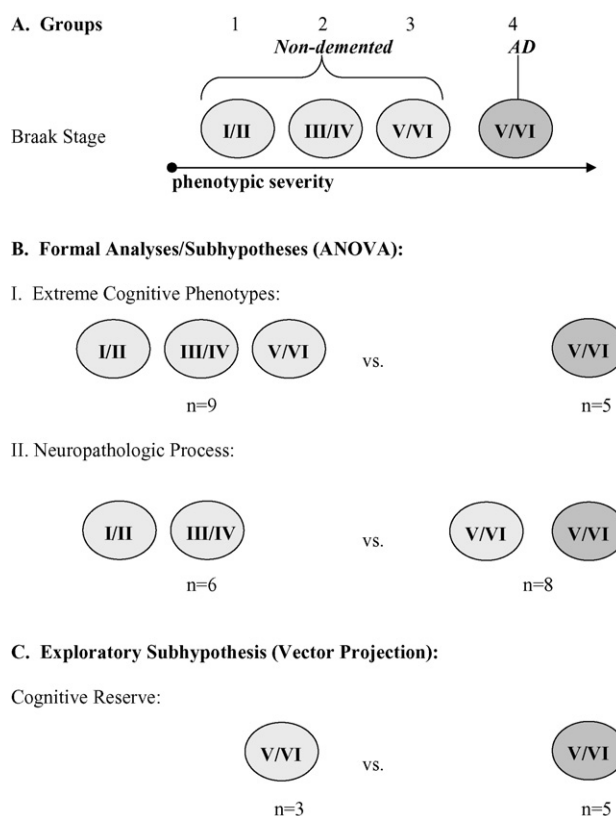 A. Groups 1 2 3 4
Non-demented AD
Braak Stage I/II III/IV V/VI V/VI
phenotypic severity
B. Formal Analyses/Subhypotheses (ANOVA):
I. Extreme Cognitive Phenotypes:
I/II III/IV V/VI vs. V/VI
n=9 n=5
II. Neuropathologic Process:
I/II III/IV vs. V/VI V/VI
n=6 n=8
C. Exploratory Subhypothesis (Vector Projection):
Cognitive Reserve:
V/VI vs. V/VI
n=3 n=5